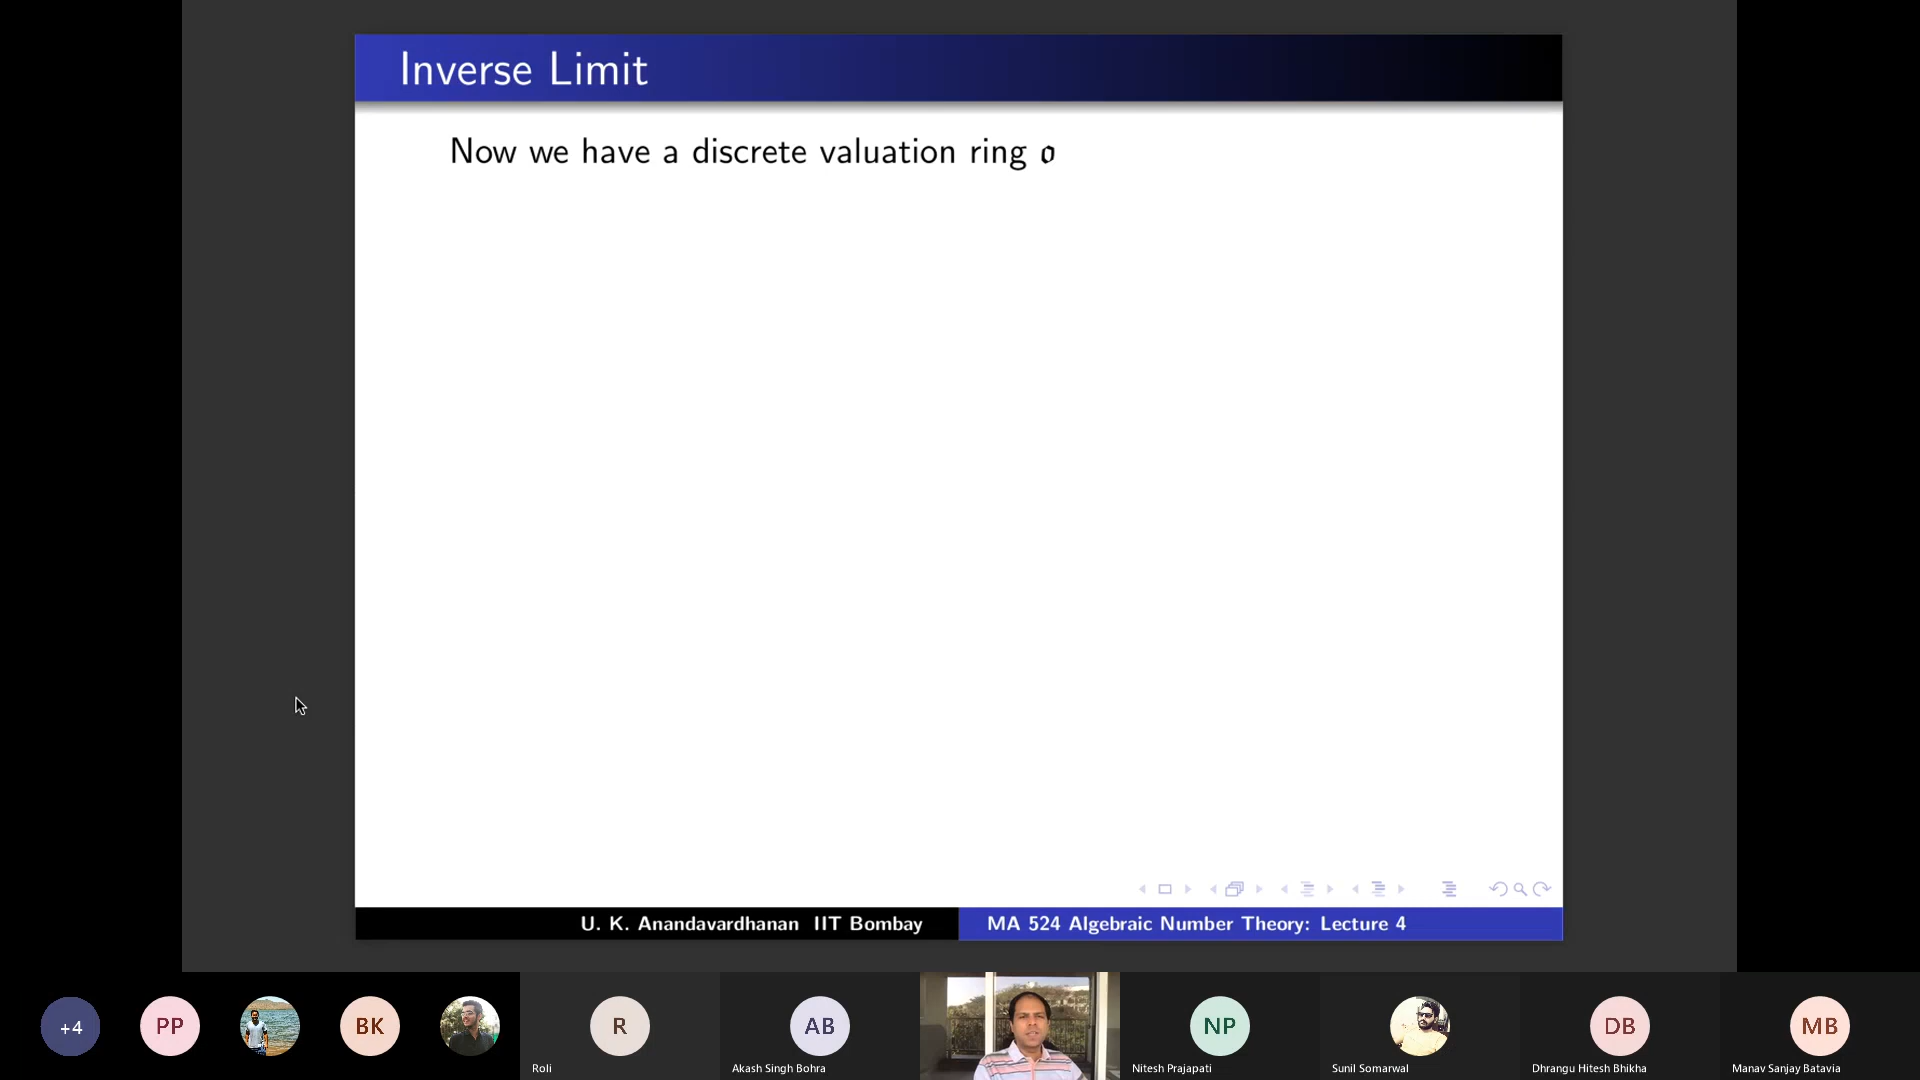 Inverse Limit
Now we have a discrete valuation ring 𝔬
U. K. Anandavardhanan IIT Bombay
MA 524 Algebraic Number Theory: Lecture 4
+4
PP
BK
R
AB
NP
DB
MB
Roli
Akash Singh Bohra
Nitesh Prajapati
Sunil Somarwal
Dhrangu Hitesh Bhikha
Manav Sanjay Batavia